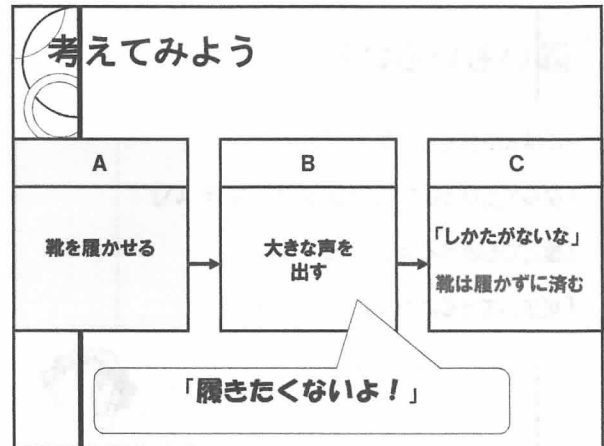 考えてみよう
A
B
C
靴を履かせる
大きな声を
出す
「しかたがないな」
靴は履かずに済む
「履きたくないよ！」